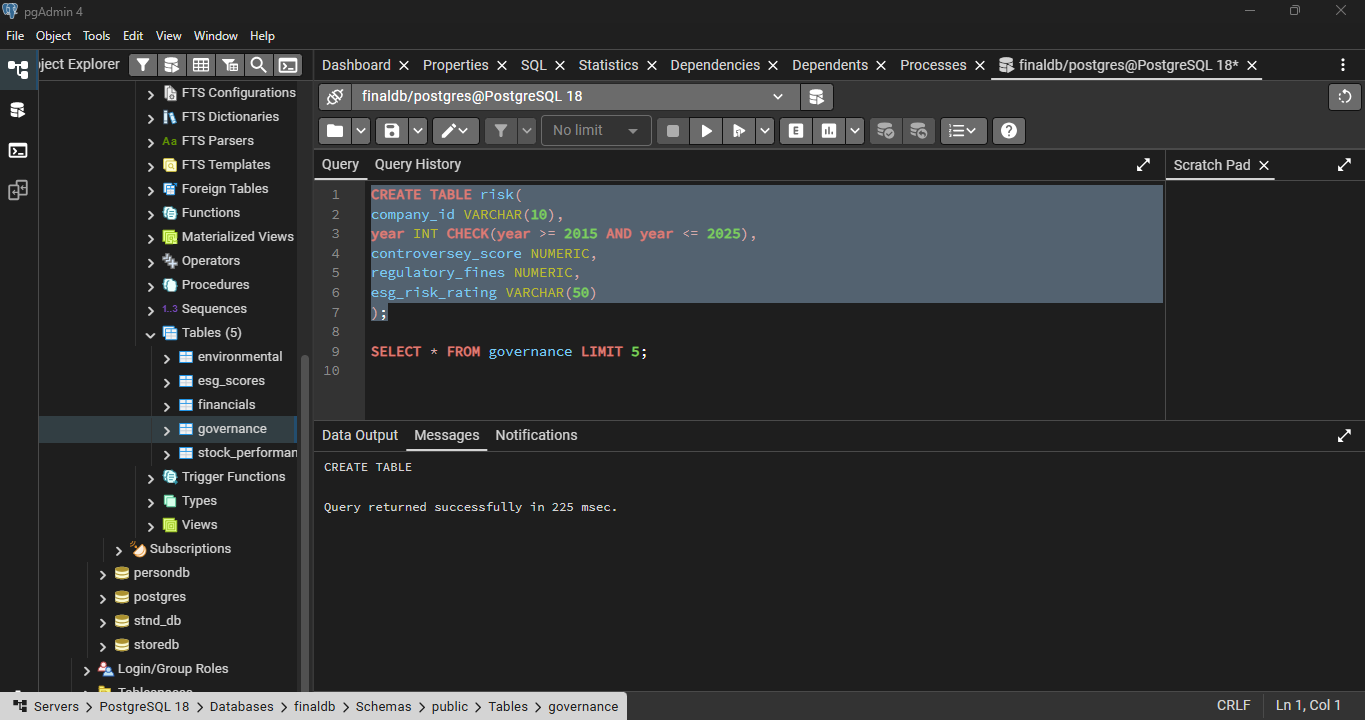 pgAdmin 4
File Object Tools Edit View Window Help
ject Explorer
Dashboard Properties SQL Statistics Dependencies Dependents Processes finaldb/postgres@PostgreSQL 18*
finaldb/postgres@PostgreSQL 18
No limit
E
Query Query History
Scratch Pad
FTS Configurations
FTS Dictionaries
Aa FTS Parsers
FTS Templates
Foreign Tables
Functions
Materialized Views
Operators
Procedures
1..3 Sequences
Tables (5)
environmental
esg_scores
financials
governance
stock_performan
Trigger Functions
Types
Views
Subscriptions
persondb
postgres
stnd_db
storedb
Login/Group Roles
1 CREATE TABLE risk(
2 company_id VARCHAR(10),
3 year INT CHECK(year >= 2015 AND year <= 2025),
4 controversey_score NUMERIC,
5 regulatory_fines NUMERIC,
6 esg_risk_rating VARCHAR(50)
7 );
8
9 SELECT * FROM governance LIMIT 5;
10
Data Output Messages Notifications
CREATE TABLE
Query returned successfully in 225 msec.
Servers > PostgreSQL 18 > Databases > finaldb > Schemas > public > Tables > governance
CRLF Ln 1, Col 1